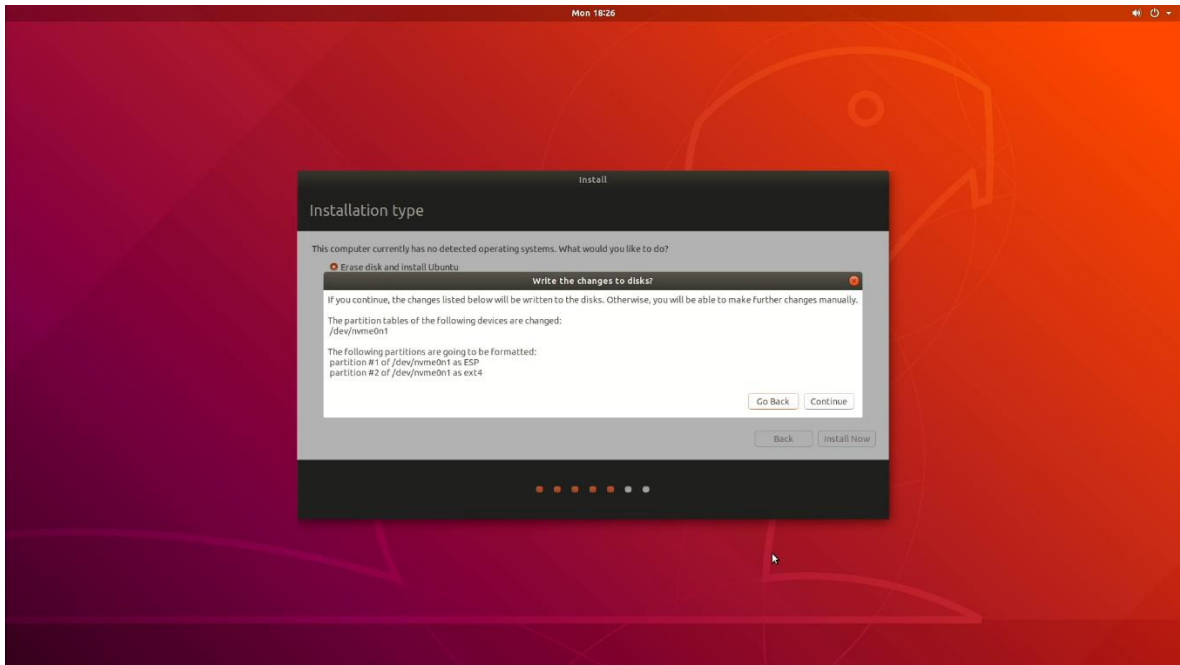 Mon 18:26
Install
Installation type
This computer currently has no detected operating systems. What would you like to do?
Erase disk and install Ubuntu
Write the changes to disks?
If you continue, the changes listed below will be written to the disks. Otherwise, you will be able to make further changes manually.
The partition tables of the following devices are changed:
/dev/nvme0n1
The following partitions are going to be formatted:
partition #1 of /dev/nvme0n1 as ESP
partition #2 of /dev/nvme0n1 as ext4
Go Back Continue
Back Install Now